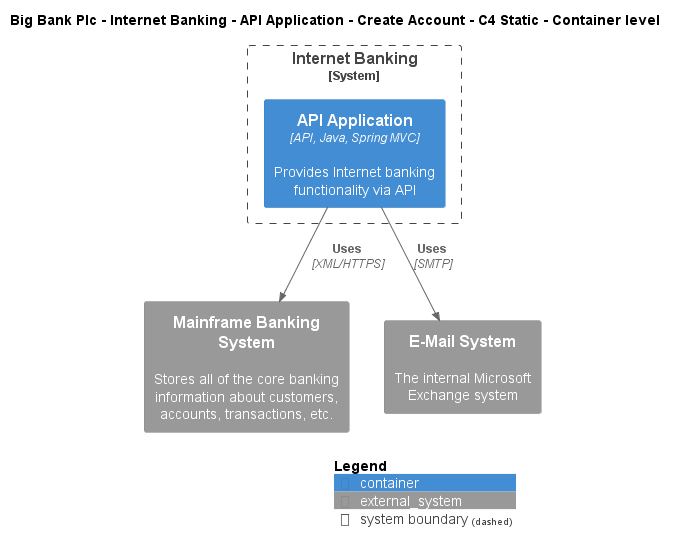 Big Bank Plc - Internet Banking - API Application - Create Account - C4 Static - Container level
Internet Banking
[System]
API Application
[API, Java, Spring MVC]
Provides Internet banking
functionality via API
Uses
[XML/HTTPS]
Uses
[SMTP]
Mainframe Banking
System
Stores all of the core banking
information about customers,
accounts, transactions, etc.
E-Mail System
The internal Microsoft
Exchange system
Legend
container
external_system
system boundary (dashed)